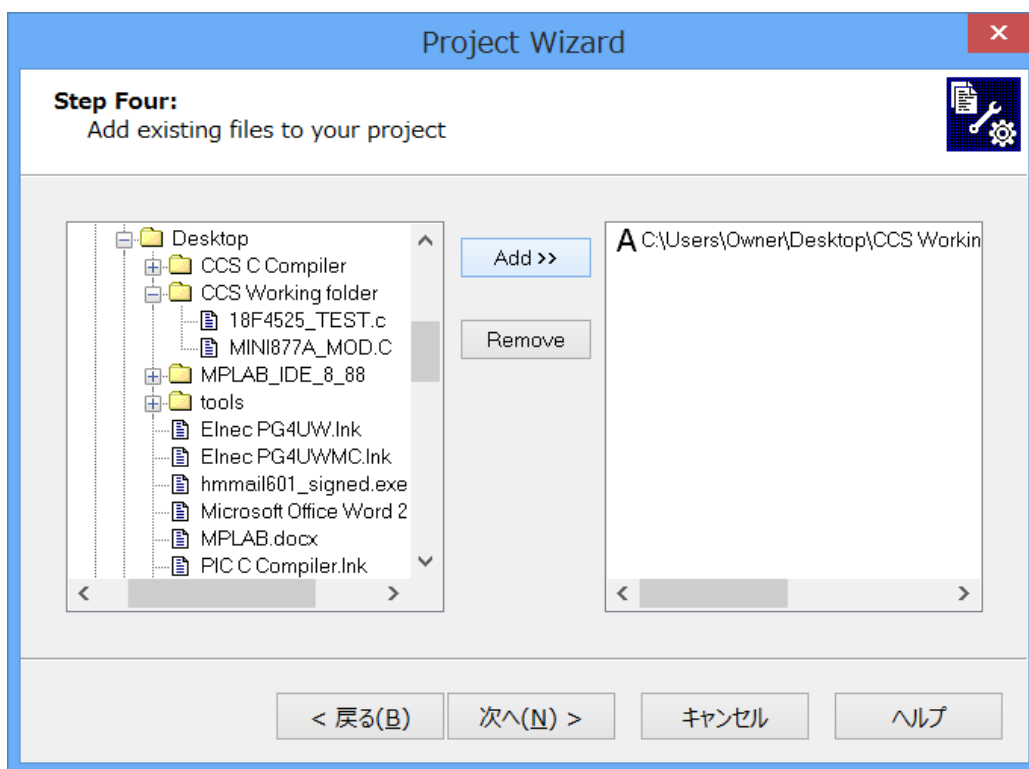 Project Wizard
Step Four:
Add existing files to your project
Desktop
CCS C Compiler
CCS Working folder
18F4525_TEST.c
MINI877A_MOD.C
MPLAB_IDE_8_88
tools
Elnec PG4UW.lnk
Elnec PG4UWMC.lnk
hmmail601_signed.exe
Microsoft Office Word 2
MPLAB.docx
PIC C Compiler.lnk
Add >>
Remove
A C:\Users\Owner\Desktop\CCS Workin
< 戻る(B)
次へ(N) >
キャンセル
ヘルプ